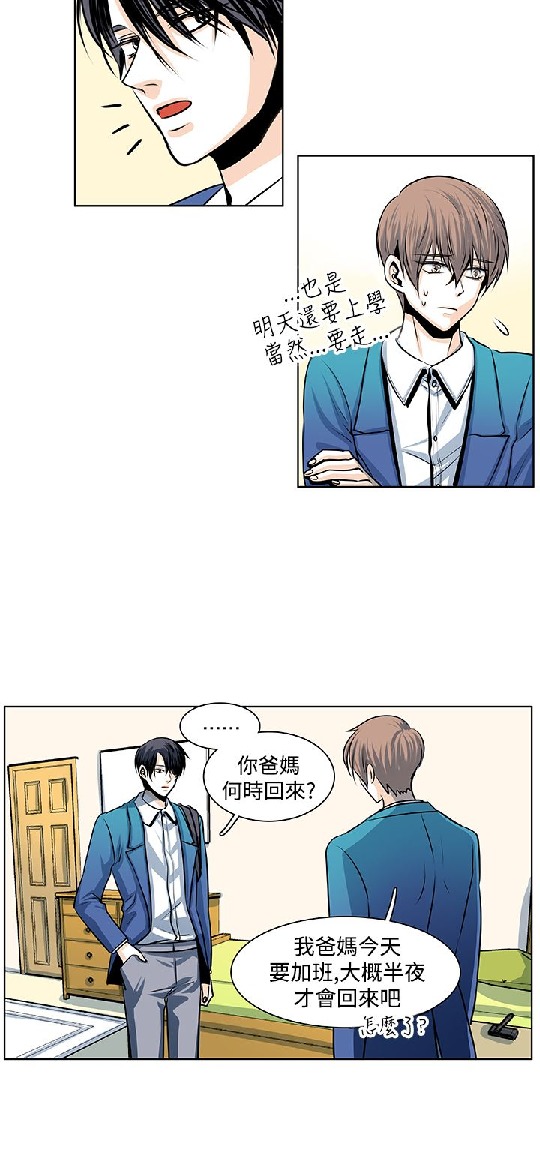 ...也是
明天還要上學
當然...要走...
......
你爸媽
何時回來?
我爸媽今天
要加班,大概半夜
才會回來吧
怎麼了?